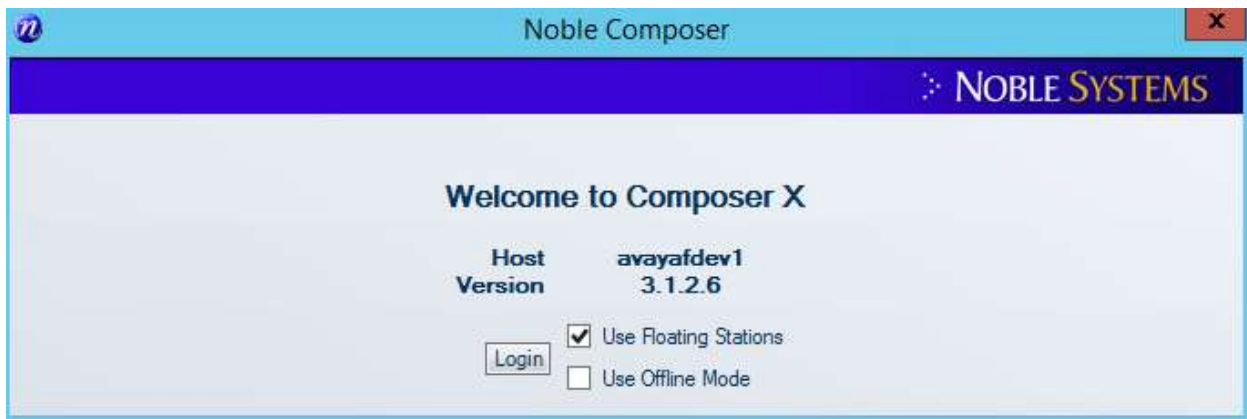 n
Noble Composer
x
NOBLE SYSTEMS
Welcome to Composer X
Host avayafdev1
Version 3.1.2.6
Use Floating Stations
Login
Use Offline Mode